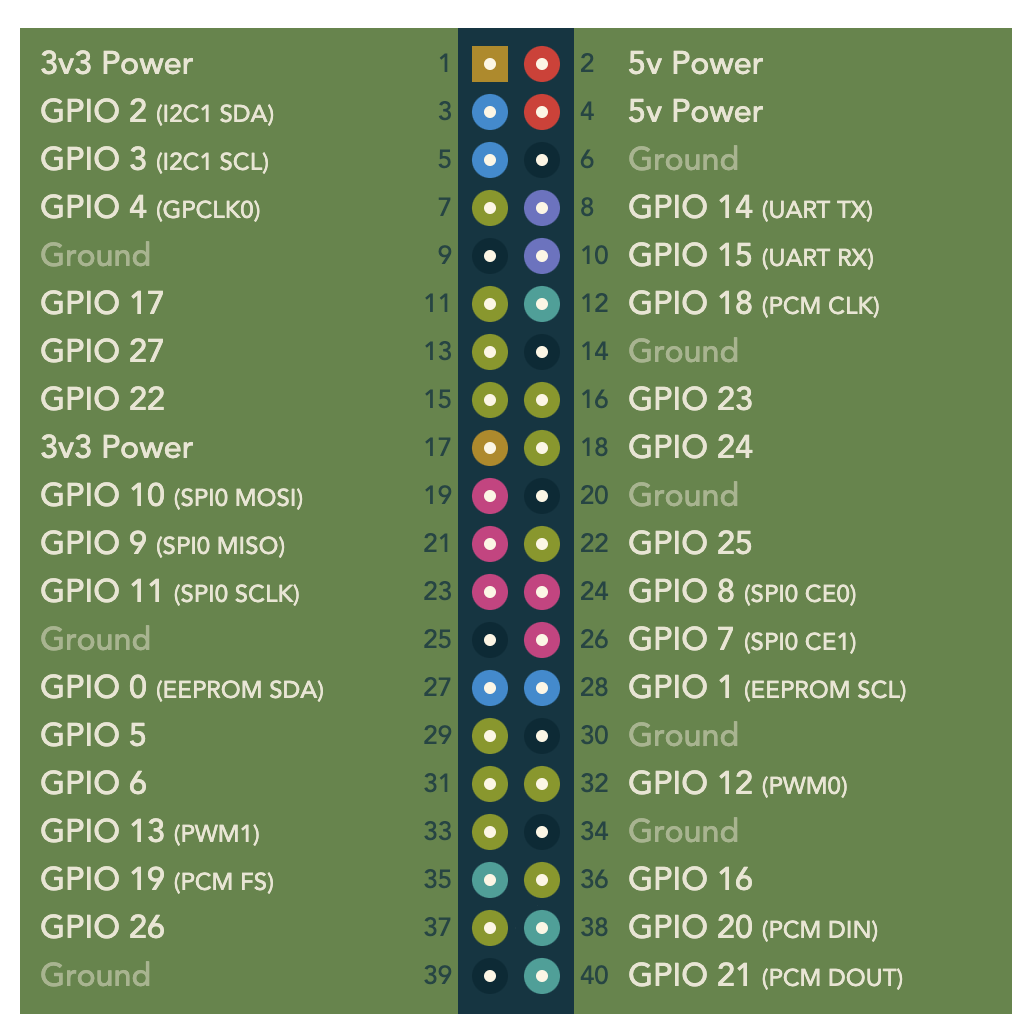 3v3 Power 1 2 5v Power
GPIO 2 (I2C1 SDA) 3 4 5v Power
GPIO 3 (I2C1 SCL) 5 6 Ground
GPIO 4 (GPCLK0) 7 8 GPIO 14 (UART TX)
Ground 9 10 GPIO 15 (UART RX)
GPIO 17 11 12 GPIO 18 (PCM CLK)
GPIO 27 13 14 Ground
GPIO 22 15 16 GPIO 23
3v3 Power 17 18 GPIO 24
GPIO 10 (SPI0 MOSI) 19 20 Ground
GPIO 9 (SPI0 MISO) 21 22 GPIO 25
GPIO 11 (SPI0 SCLK) 23 24 GPIO 8 (SPI0 CE0)
Ground 25 26 GPIO 7 (SPI0 CE1)
GPIO 0 (EEPROM SDA) 27 28 GPIO 1 (EEPROM SCL)
GPIO 5 29 30 Ground
GPIO 6 31 32 GPIO 12 (PWM0)
GPIO 13 (PWM1) 33 34 Ground
GPIO 19 (PCM FS) 35 36 GPIO 16
GPIO 26 37 38 GPIO 20 (PCM DIN)
Ground 39 40 GPIO 21 (PCM DOUT)